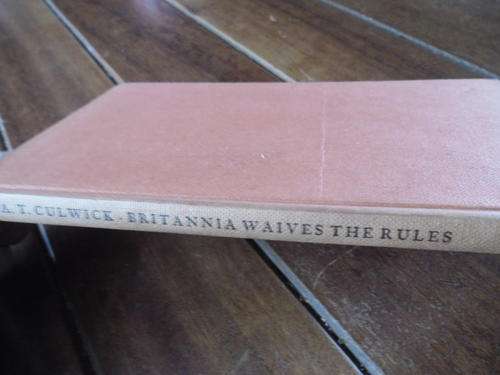 A. T. CULWICK . BRITANNIA WAIVES THE RULES